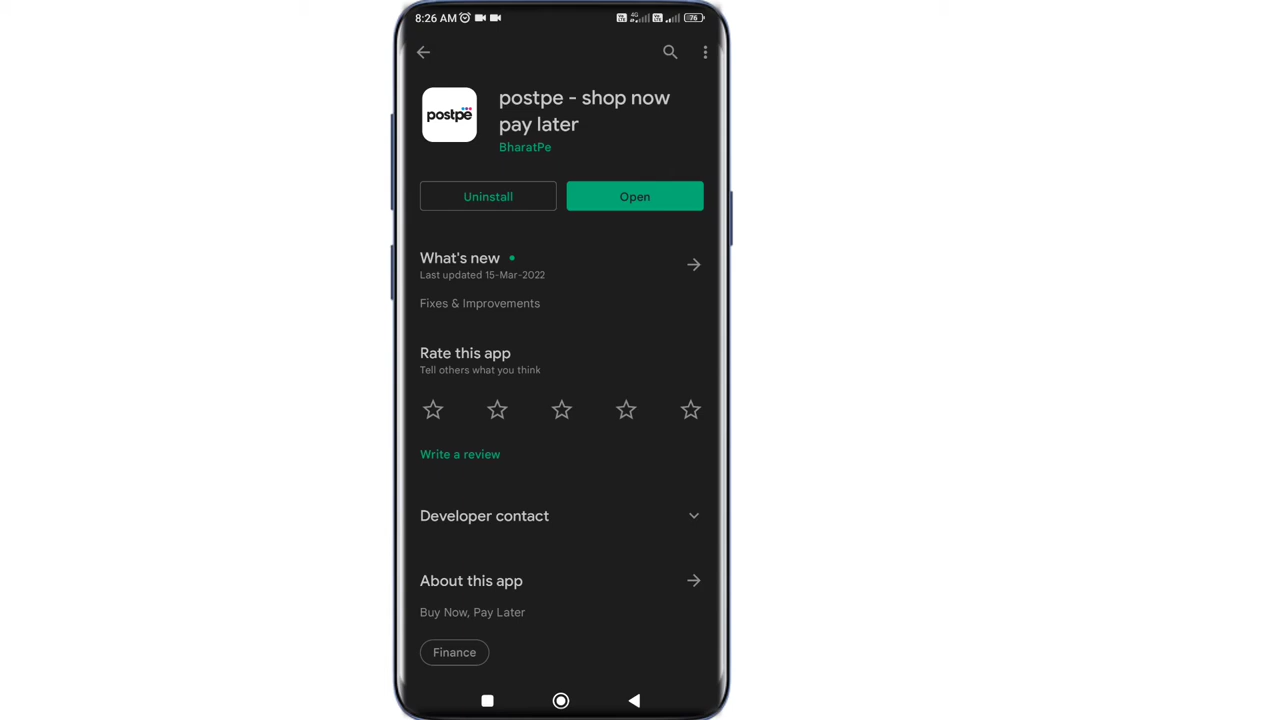 8:26 AM
4G
76
postpe
postpe - shop now
pay later
BharatPe
Uninstall
Open
What's new
Last updated 15-Mar-2022
Fixes & Improvements
Rate this app
Tell others what you think
Write a review
Developer contact
About this app
Buy Now, Pay Later
Finance